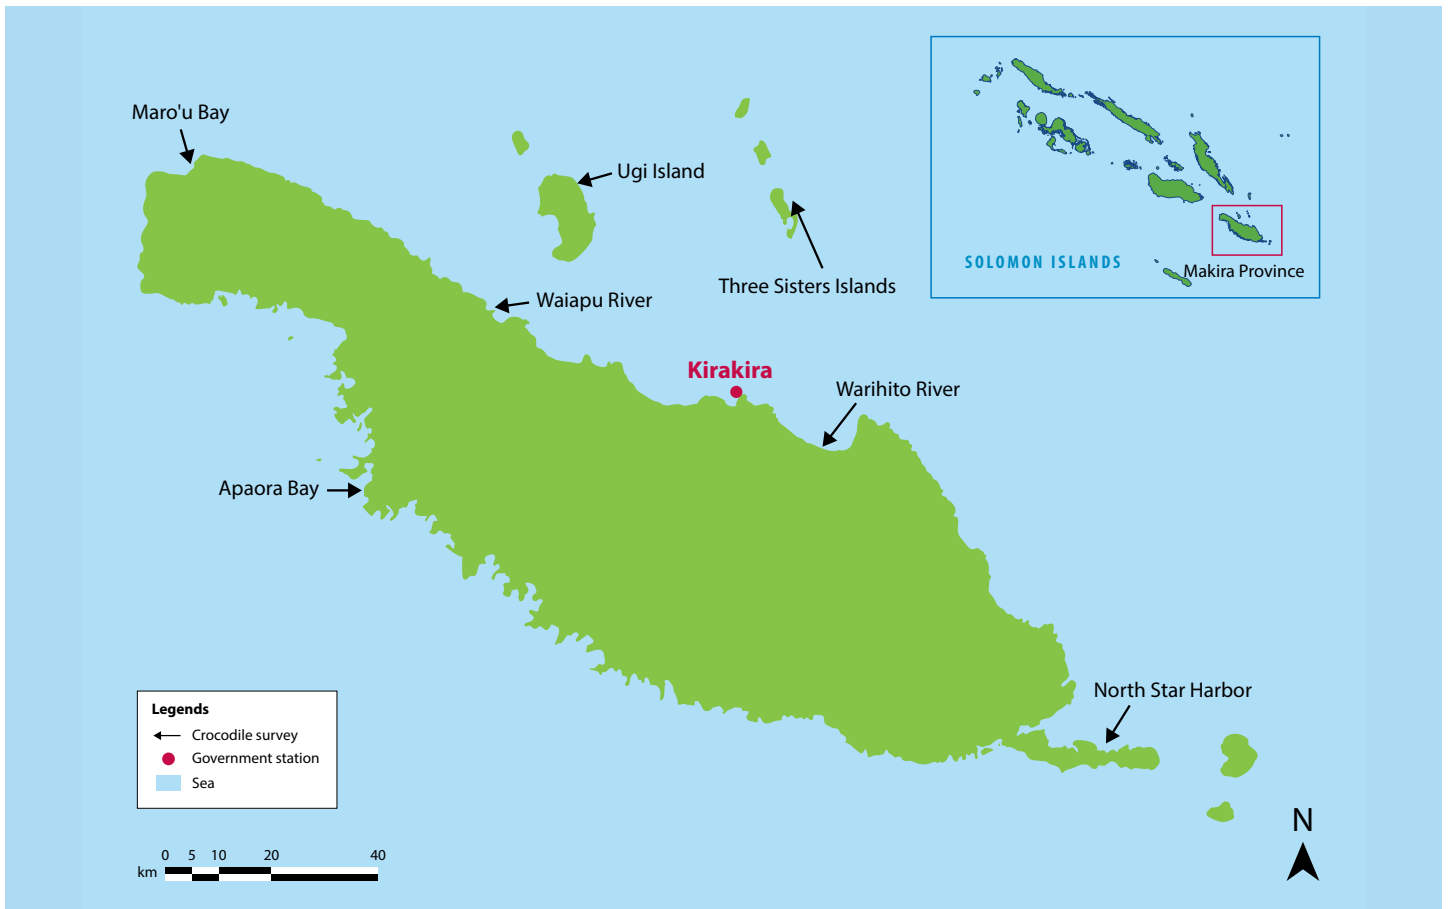 Maro'u Bay
Ugi Island
Three Sisters Islands
Waiapu River
Kirakira
Warihito River
Apaora Bay
North Star Harbor
SOLOMON ISLANDS
Makira Province
Legends
Crocodile survey
Government station
Sea
0 5 10 20 40
km
N